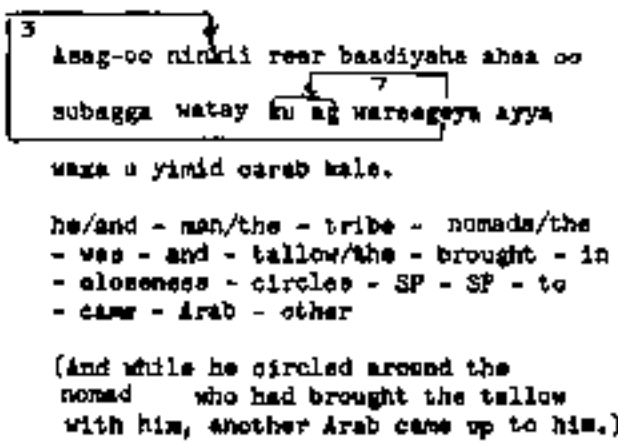 3
Asag-oo ninkii reer baadiyaha ahaa oo
7
subagga watay ku ag wareegeya ayya
waxa u yimid carab kale.
he/and - man/the - tribe - nomads/the
- was - and - tallow/the - brought - in
- closeness - circles - SP - SP - to
- came - Arab - other
(And while he circled around the
nomad who had brought the tallow
with him, another Arab came up to him.)